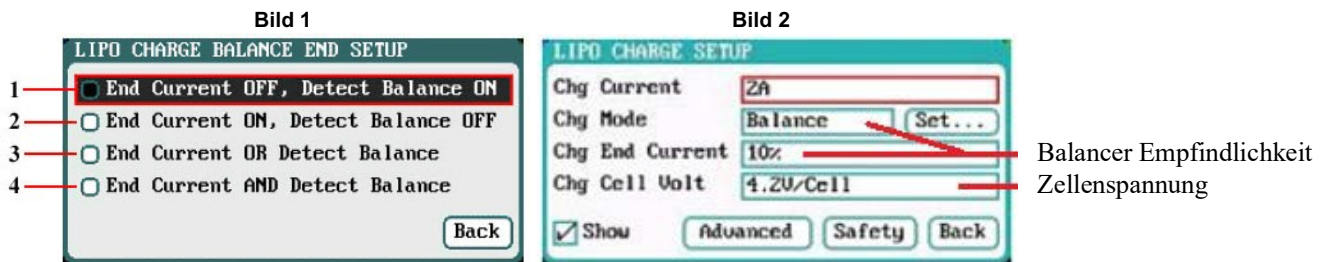 Bild 1
LIPO CHARGE BALANCE END SETUP
1
End Current OFF, Detect Balance ON
2
End Current ON, Detect Balance OFF
3
End Current OR Detect Balance
4
End Current AND Detect Balance
Back
Bild 2
LIPO CHARGE SETUP
Chg Current 2A
Chg Mode Balance Set...
Chg End Current 10%
Chg Cell Volt 4.2V/Cell
Show Advanced Safety Back
Balancer Empfindlichkeit
Zellenspannung